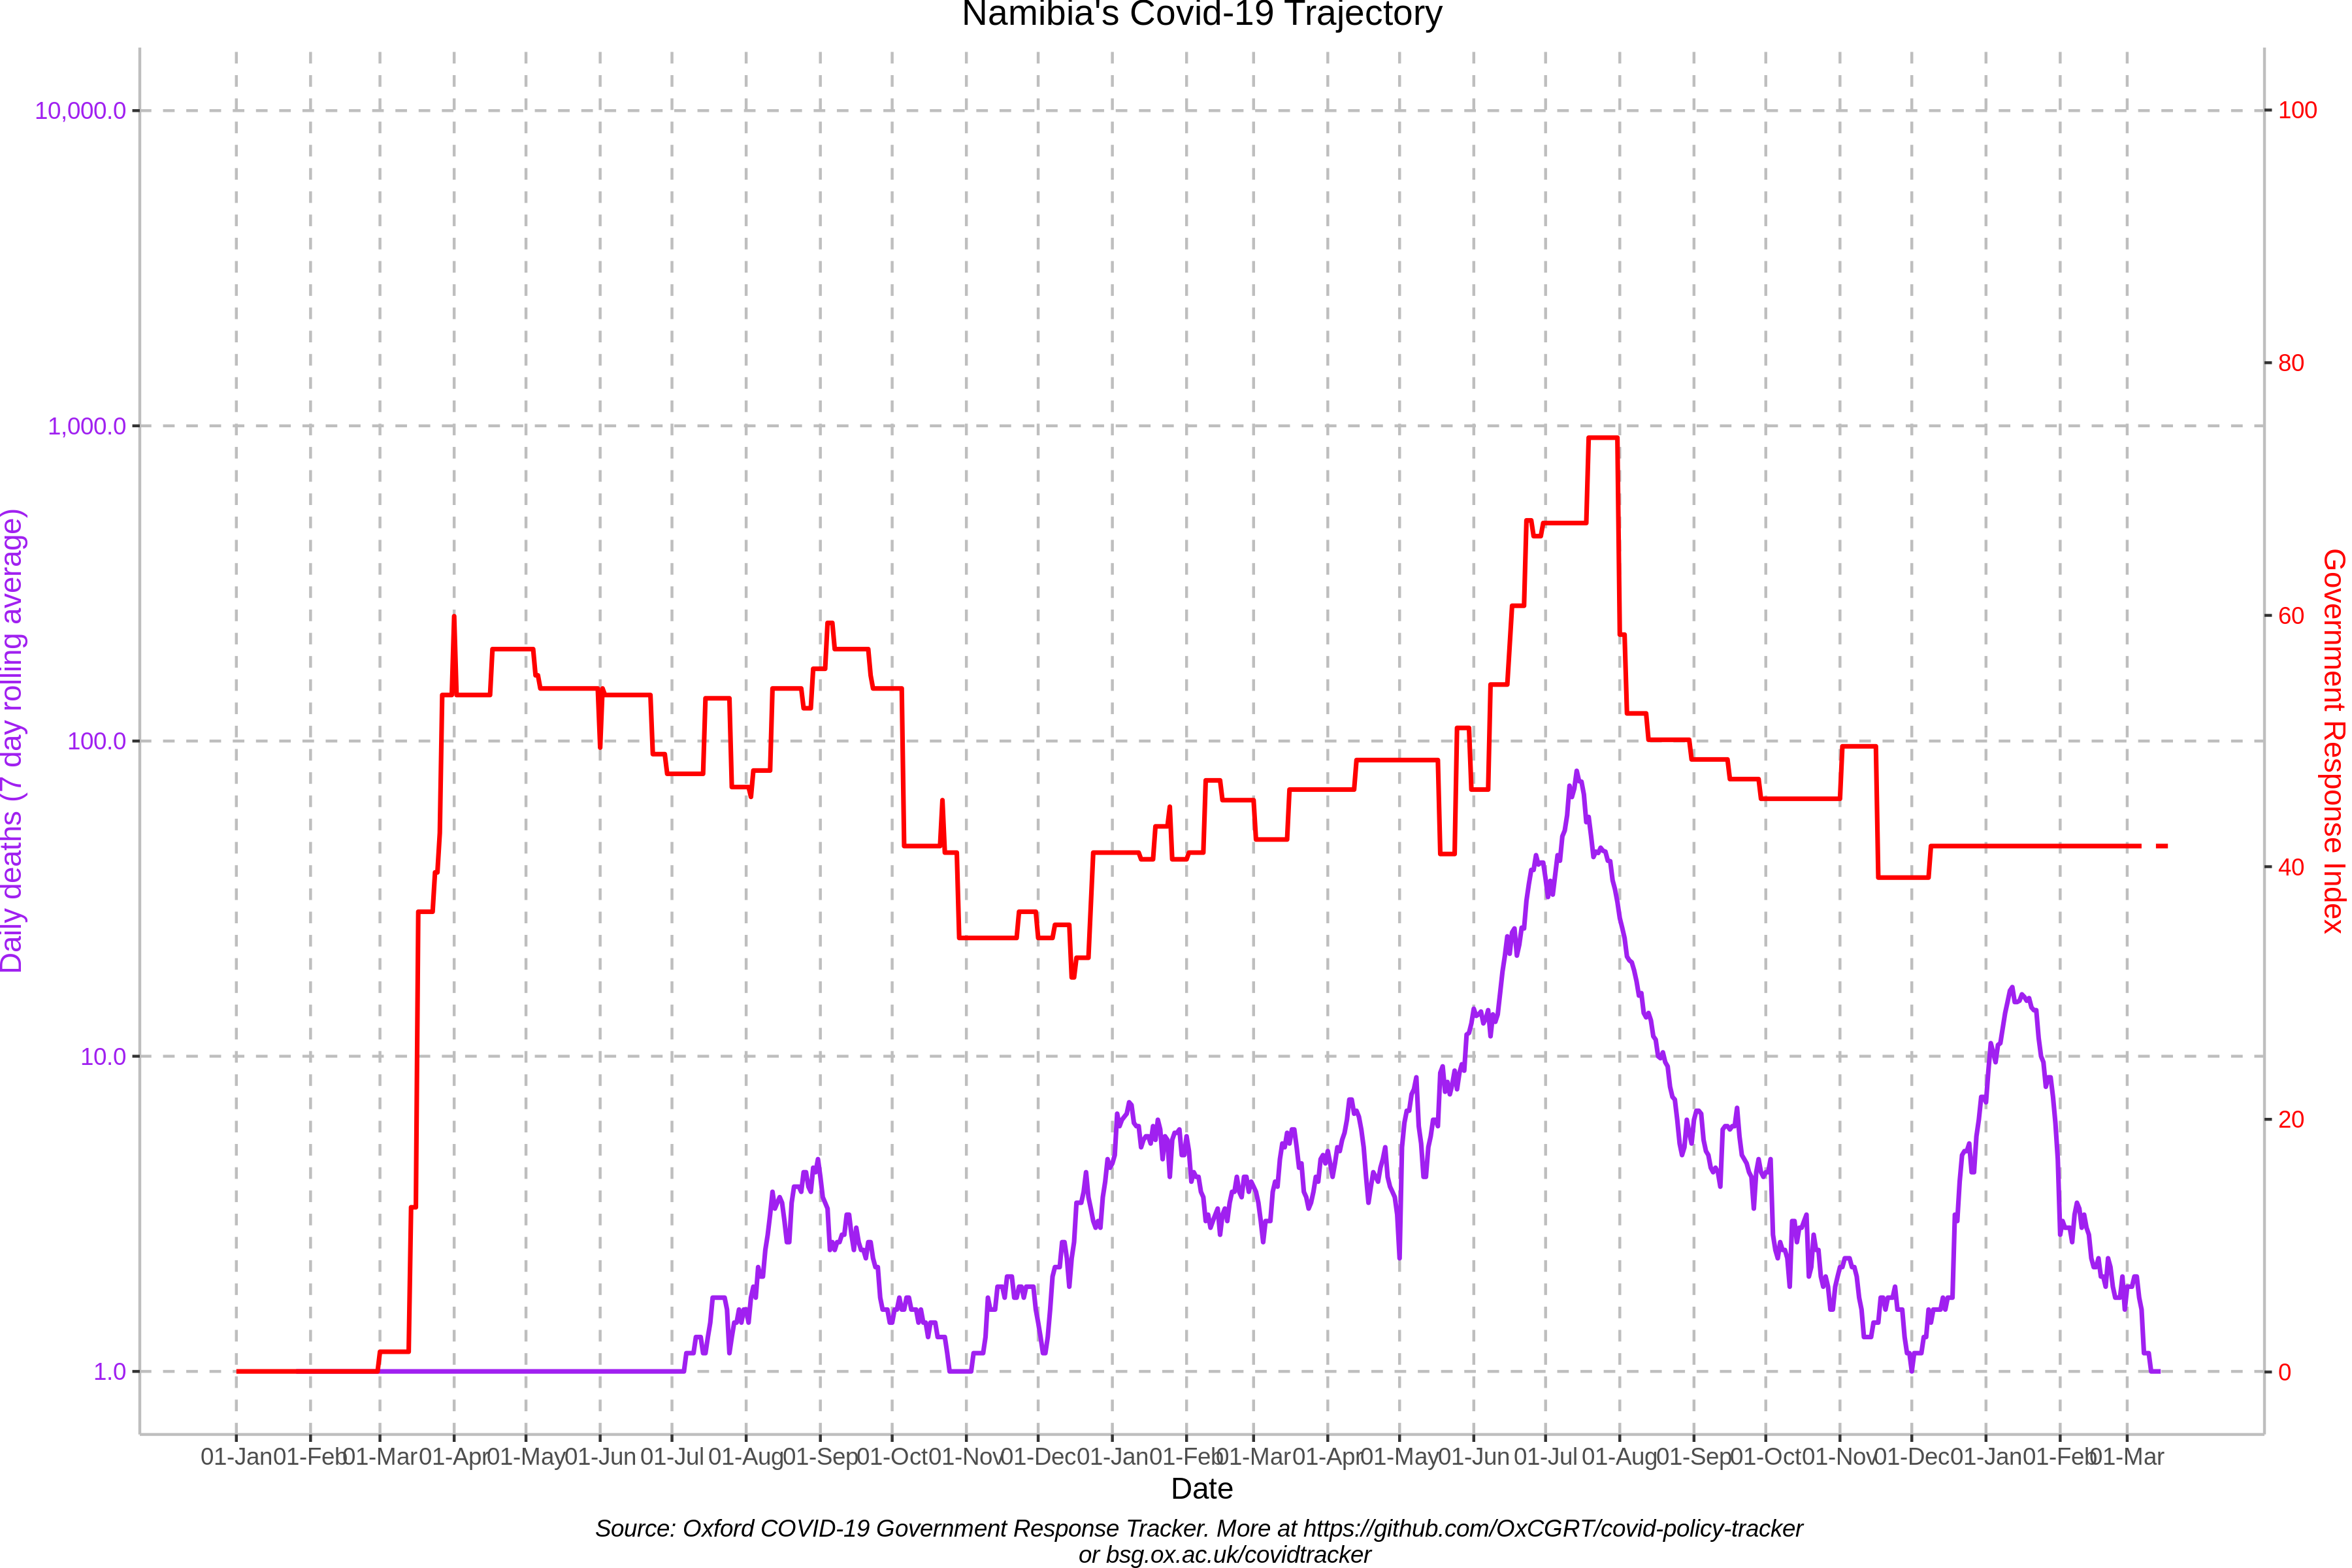 Namibia's Covid-19 Trajectory
10,000.0
1,000.0
100.0
10.0
1.0
Daily deaths (7 day rolling average)
100
80
60
40
20
0
Government Response Index
01-Jan 01-Feb 01-Mar 01-Apr 01-May 01-Jun 01-Jul 01-Aug 01-Sep 01-Oct 01-Nov 01-Dec 01-Jan 01-Feb 01-Mar 01-Apr 01-May 01-Jun 01-Jul 01-Aug 01-Sep 01-Oct 01-Nov 01-Dec 01-Jan 01-Feb 01-Mar
Date
Source: Oxford COVID-19 Government Response Tracker. More at https://github.com/OxCGRT/covid-policy-tracker
or bsg.ox.ac.uk/covidtracker